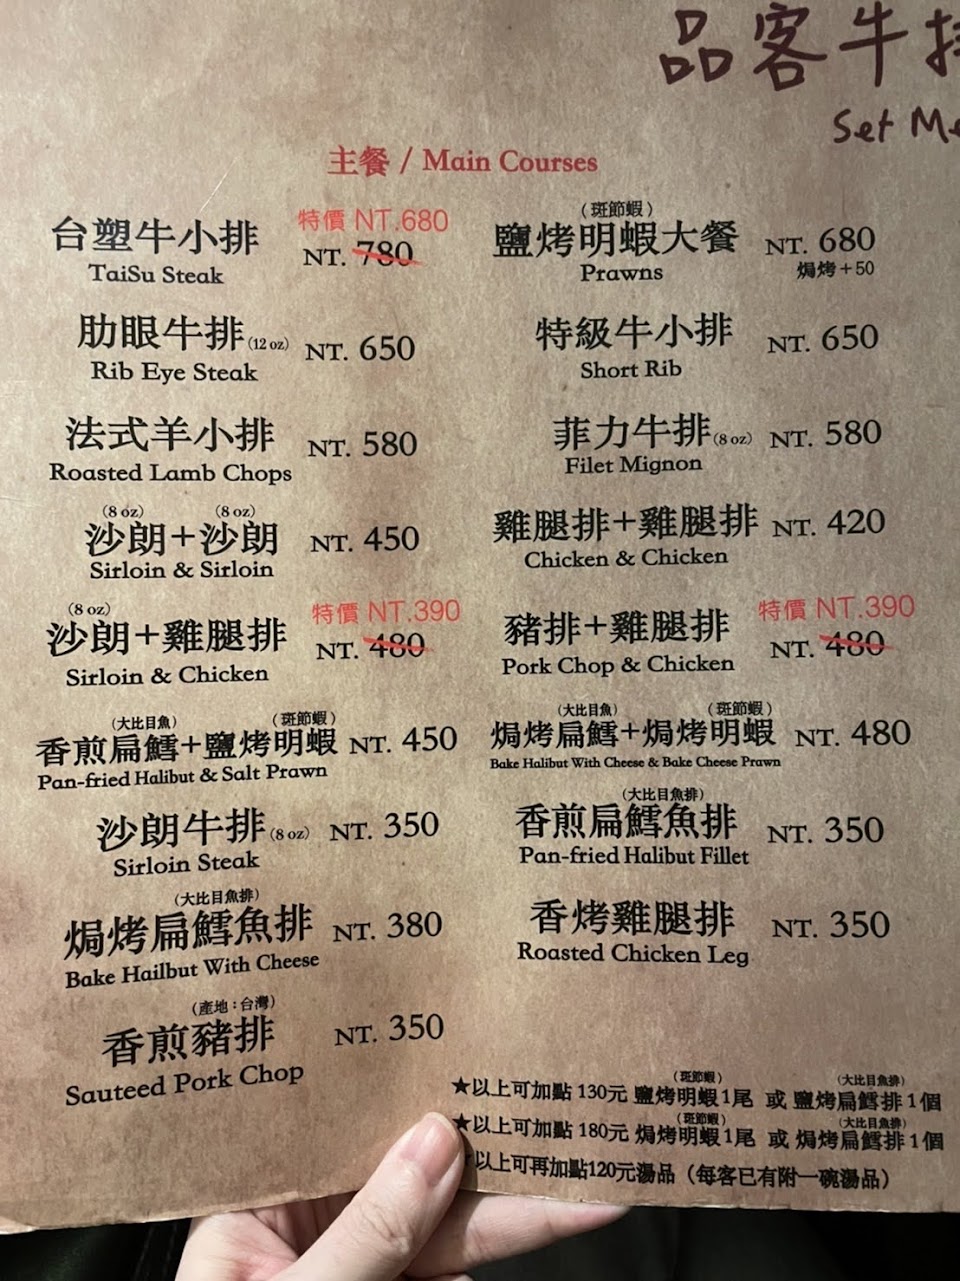 品客牛排
Set Me
主餐 / Main Courses
特價 NT.680
台塑牛小排 NT. 780
TaiSu Steak
肋眼牛排(12 oz) NT. 650
Rib Eye Steak
法式羊小排 NT. 580
Roasted Lamb Chops
(8 oz) (8 oz)
沙朗+沙朗 NT. 450
Sirloin & Sirloin
(8 oz) 特價 NT.390
沙朗+雞腿排 NT. 480
Sirloin & Chicken
(大比目魚) (斑節蝦)
香煎扁鱈+鹽烤明蝦 NT. 450
Pan-fried Halibut & Salt Prawn
沙朗牛排(8 oz) NT. 350
Sirloin Steak
(大比目魚排)
焗烤扁鱈魚排 NT. 380
Bake Hailbut With Cheese
(產地：台灣)
香煎豬排 NT. 350
Sauteed Pork Chop
(斑節蝦)
鹽烤明蝦大餐 NT. 680
Prawns 焗烤+50
特級牛小排 NT. 650
Short Rib
菲力牛排(8 oz) NT. 580
Filet Mignon
雞腿排+雞腿排 NT. 420
Chicken & Chicken
特價 NT.390
豬排+雞腿排 NT. 480
Pork Chop & Chicken
(大比目魚) (斑節蝦)
焗烤扁鱈+焗烤明蝦 NT. 480
Bake Halibut With Cheese & Bake Cheese Prawn
(大比目魚排)
香煎扁鱈魚排 NT. 350
Pan-fried Halibut Fillet
香烤雞腿排 NT. 350
Roasted Chicken Leg
(斑節蝦) (大比目魚排)
★以上可加點 130元 鹽烤明蝦1尾 或 鹽烤扁鱈排1個
(斑節蝦) (大比目魚排)
★以上可加點 180元 焗烤明蝦1尾 或 焗烤扁鱈排1個
★以上可再加點120元湯品（每客已有附一碗湯品）